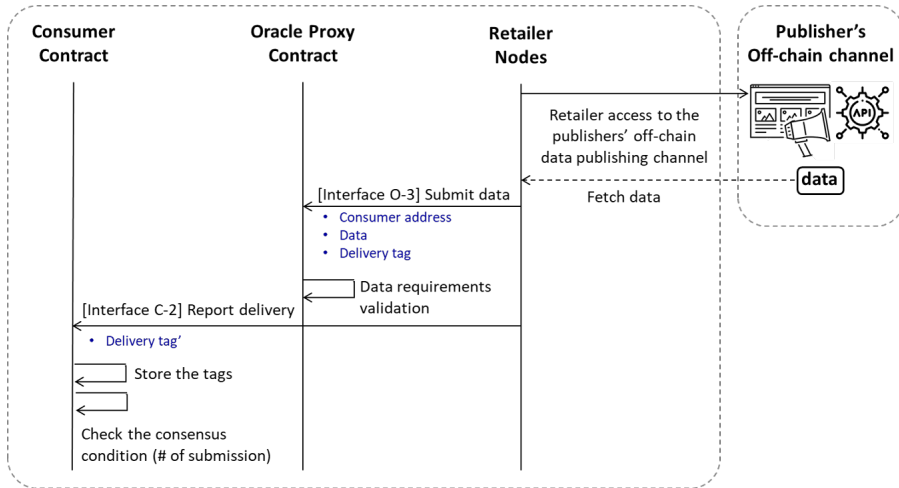 Consumer
Contract
Oracle Proxy
Contract
Retailer
Nodes
Publisher's
Off-chain channel
API
Retailer access to the
publishers' off-chain
data publishing channel
data
Fetch data
[Interface O-3] Submit data
• Consumer address
• Data
• Delivery tag
Data requirements
validation
[Interface C-2] Report delivery
• Delivery tag'
Store the tags
Check the consensus
condition (# of submission)